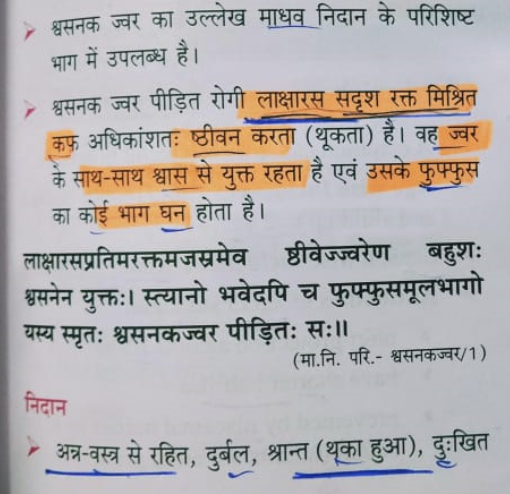 ➤ श्वसनक ज्वर का उल्लेख माधव निदान के परिशिष्ट
भाग में उपलब्ध है।
➤ श्वसनक ज्वर पीड़ित रोगी लाक्षारस सदृश रक्त मिश्रित
कफ अधिकांशतः ष्ठीवन करता (थूकता) है। वह ज्वर
के साथ-साथ श्वास से युक्त रहता है एवं उसके फुफ्फुस
का कोई भाग घन होता है।
लाक्षारसप्रतिमरक्तमजस्रमेव ष्ठीवेज्ज्वरेण बहुशः
श्वसनेन युक्तः। स्त्यानो भवेदपि च फुफ्फुसमूलभागो
यस्य स्मृतः श्वसनकज्वर पीड़ितः सः॥
(मा.नि. परि.- श्वसनकज्वर/1)
निदान
➤ अन्न-वस्त्र से रहित, दुर्बल, श्रान्त (थका हुआ), दुःखित